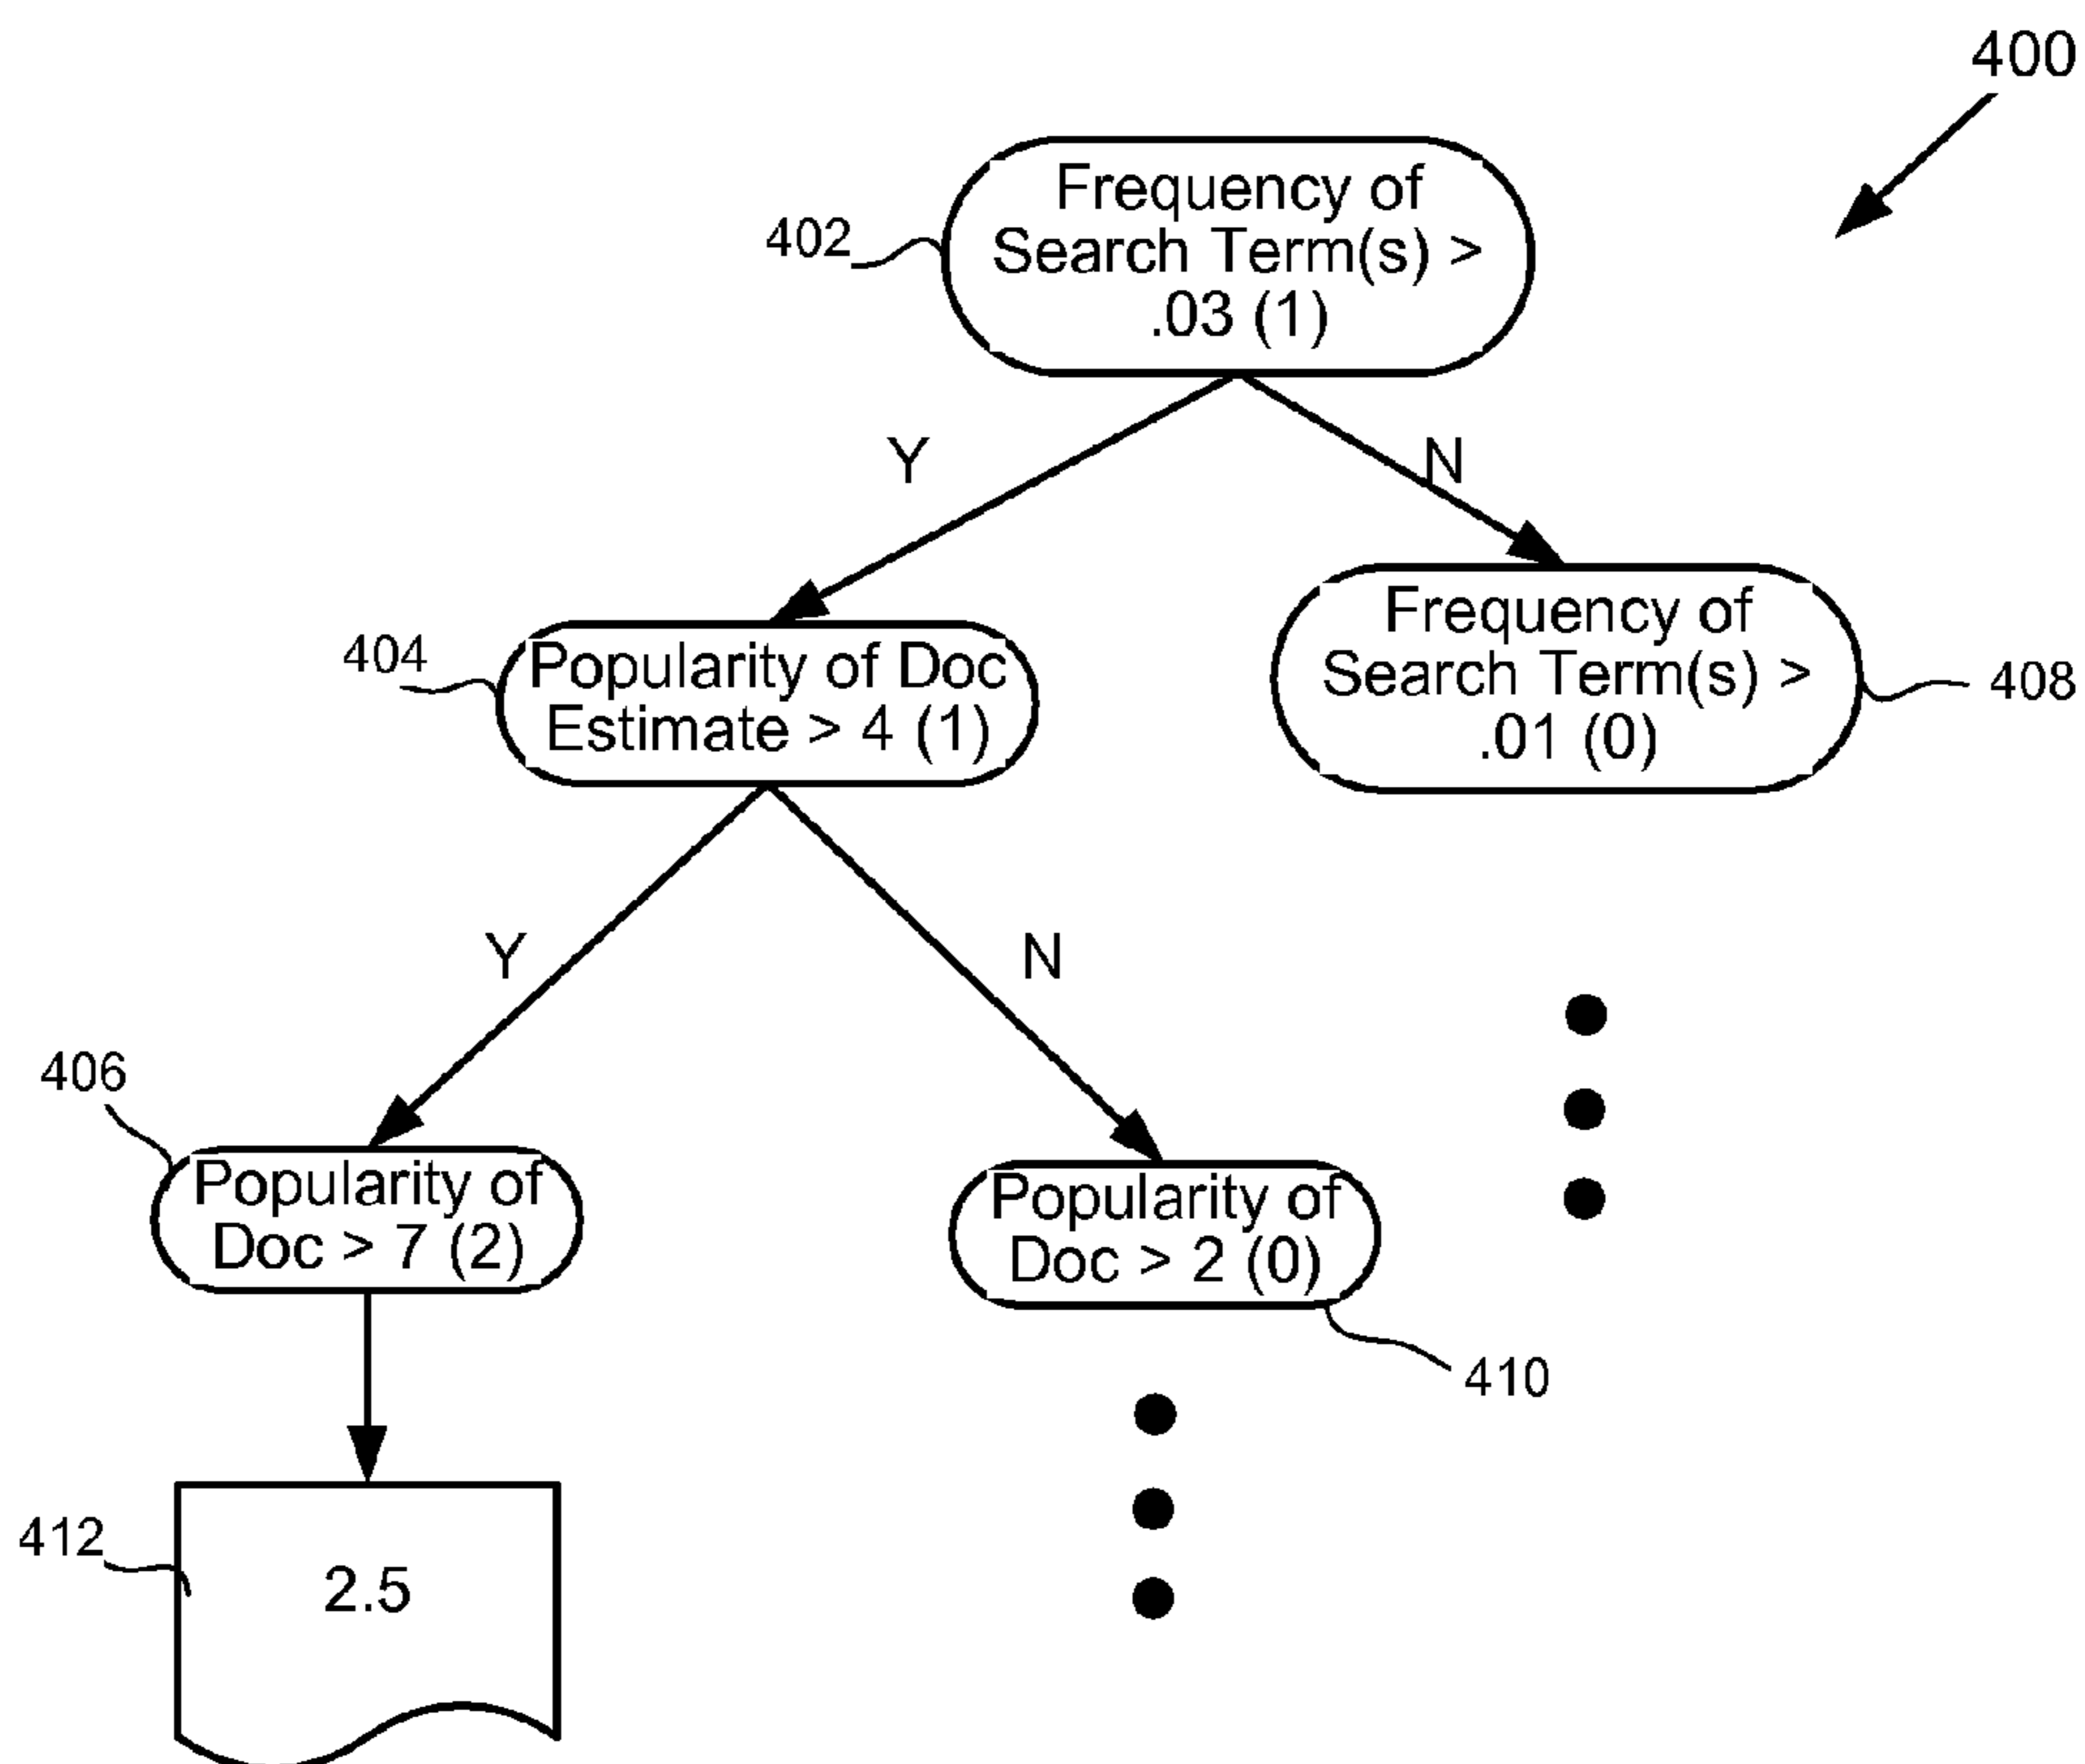 400
Frequency of
Search Term(s) >
.03 (1)
402
Y
N
404
Popularity of Doc
Estimate > 4 (1)
Frequency of
Search Term(s) >
.01 (0)
408
Y
N
406
Popularity of
Doc > 7 (2)
Popularity of
Doc > 2 (0)
410
412
2.5